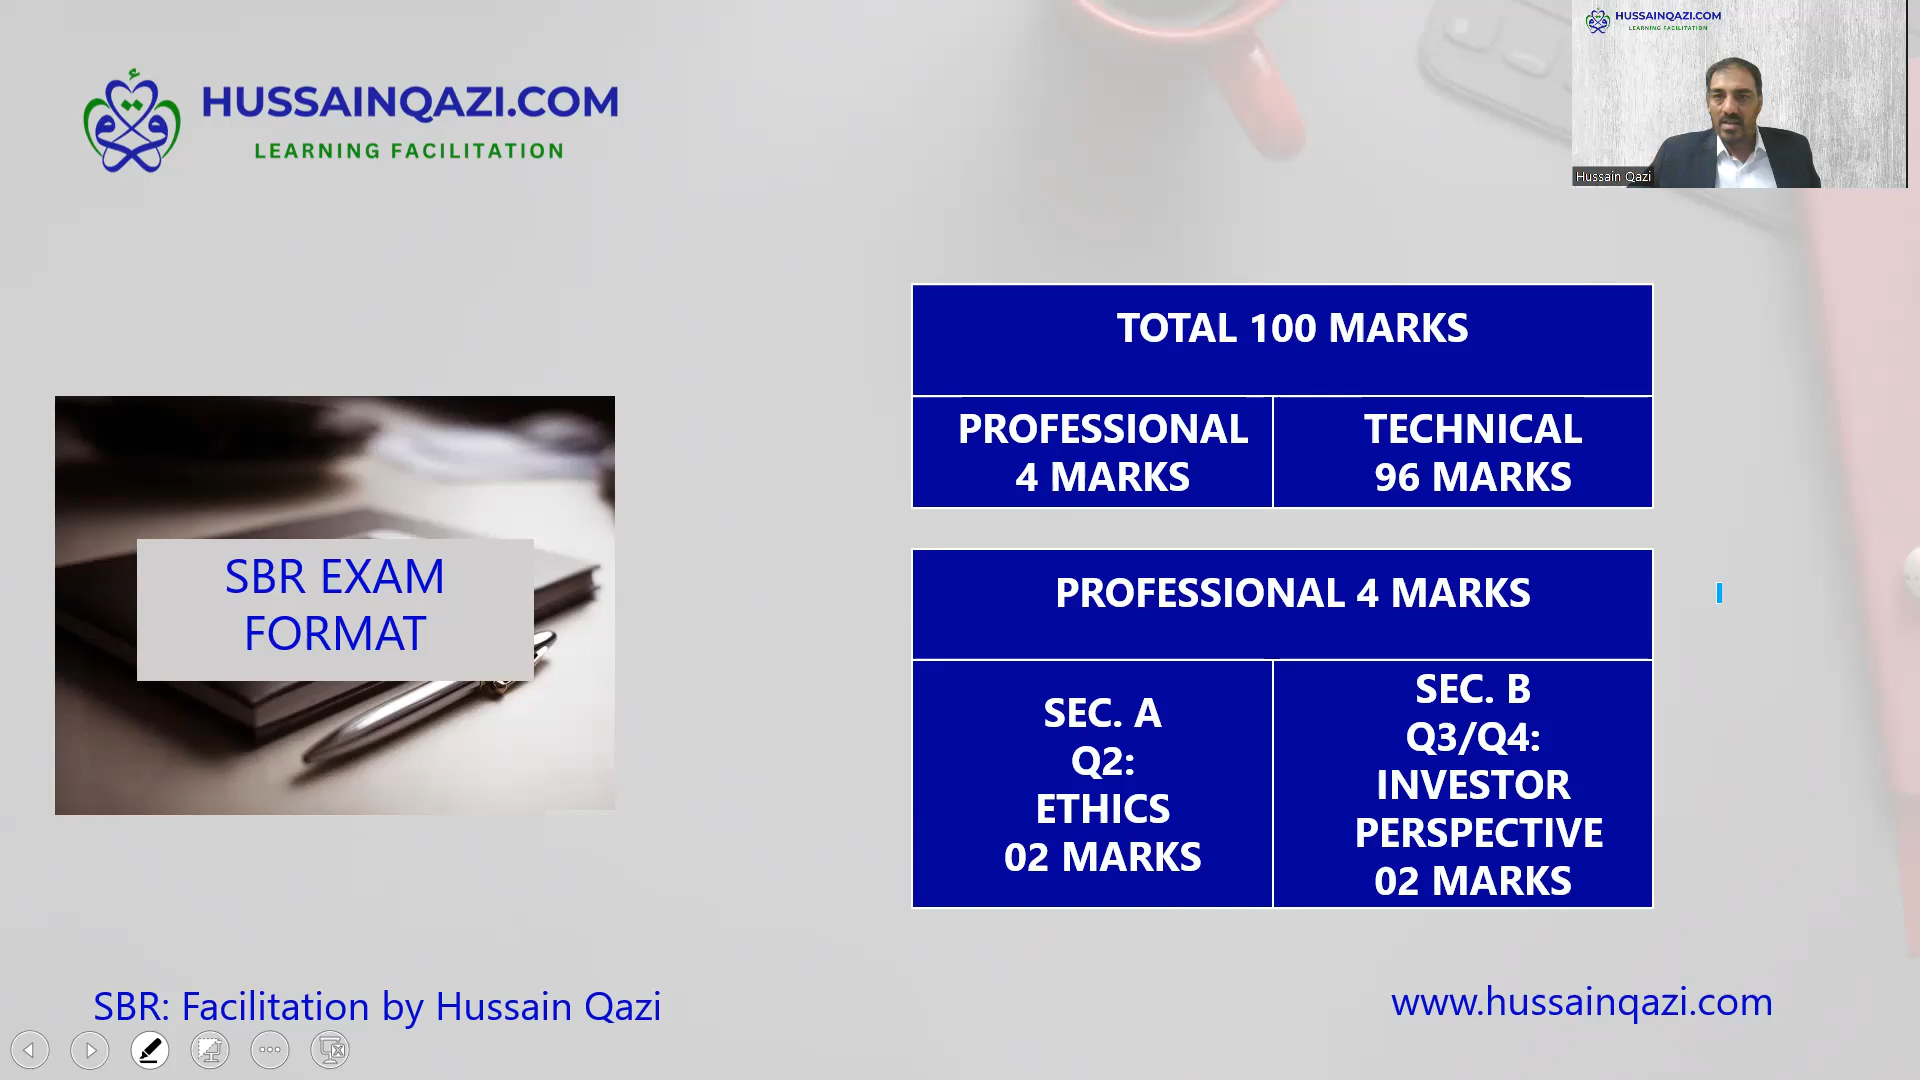 HUSSAINQAZI.COM
LEARNING FACILITATION
HUSSAINQAZI.COM
LEARNING FACILITATION
Hussain Qazi
TOTAL 100 MARKS
PROFESSIONAL
4 MARKS
TECHNICAL
96 MARKS
SBR EXAM
FORMAT
PROFESSIONAL 4 MARKS
SEC. A
Q2:
ETHICS
02 MARKS
SEC. B
Q3/Q4:
INVESTOR
PERSPECTIVE
02 MARKS
SBR: Facilitation by Hussain Qazi
www.hussainqazi.com